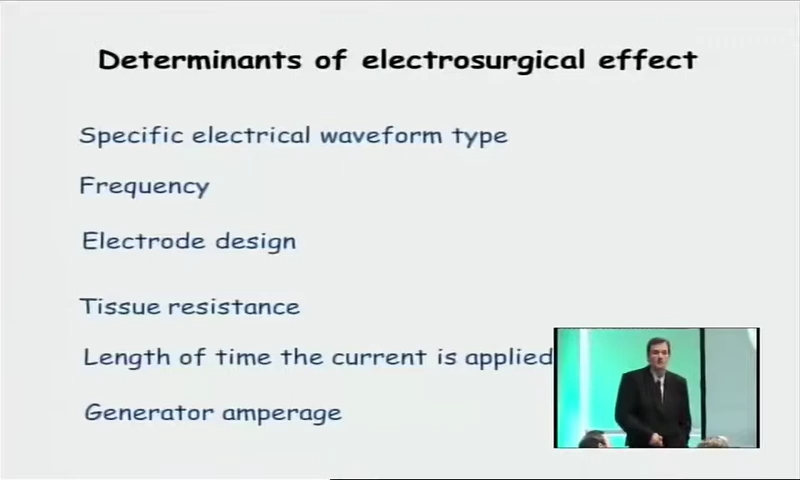 Determinants of electrosurgical effect
Specific electrical waveform type
Frequency
Electrode design
Tissue resistance
Length of time the current is applied
Generator amperage